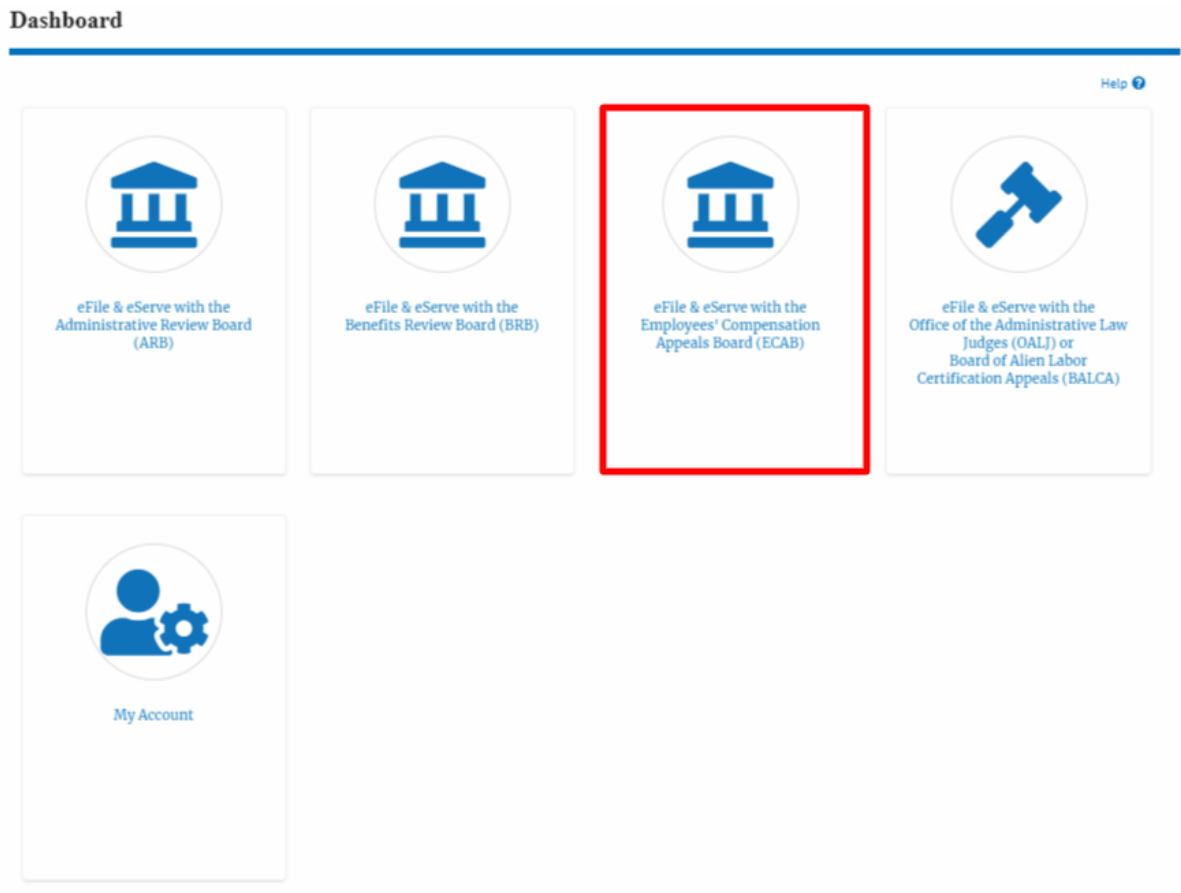 Dashboard
Help
eFile & eServe with the
Administrative Review Board
(ARB)
eFile & eServe with the
Benefits Review Board (BRB)
eFile & eServe with the
Employees' Compensation
Appeals Board (ECAB)
eFile & eServe with the
Office of the Administrative Law
Judges (OALJ) or
Board of Alien Labor
Certification Appeals (BALCA)
My Account